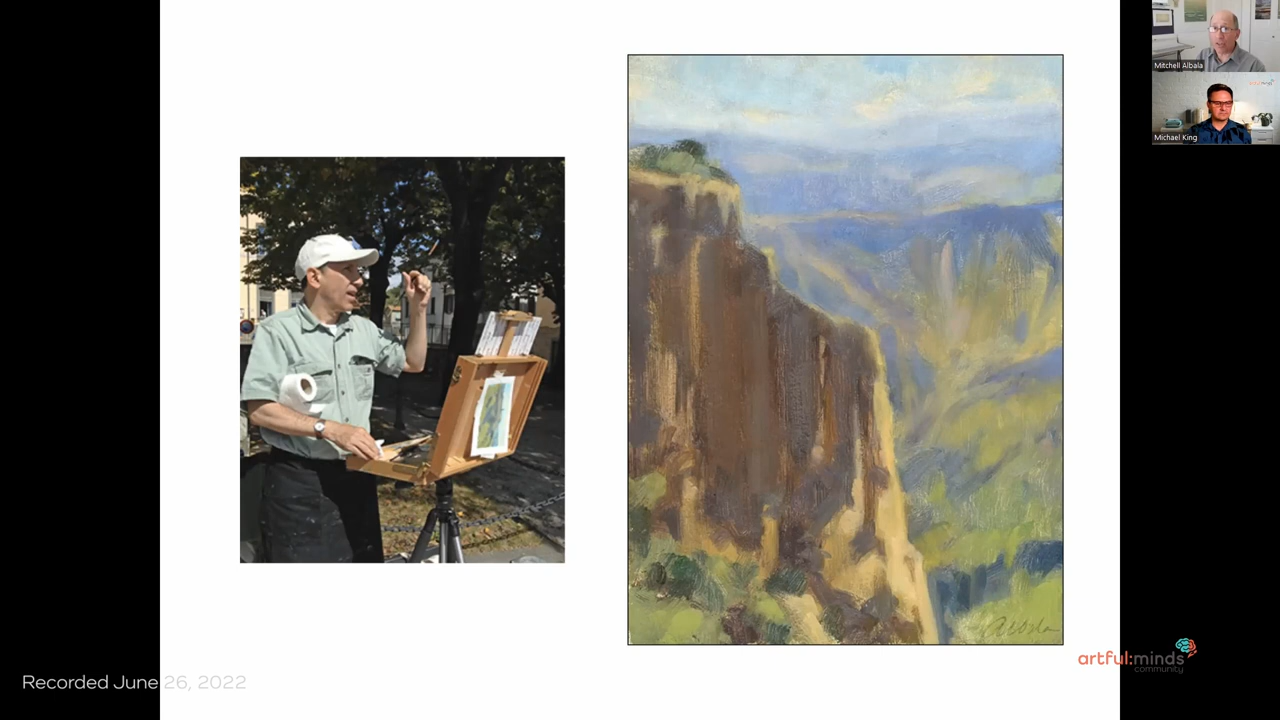 Mitchell Albala
Michael King
artful:minds
community
Recorded June 26, 2022